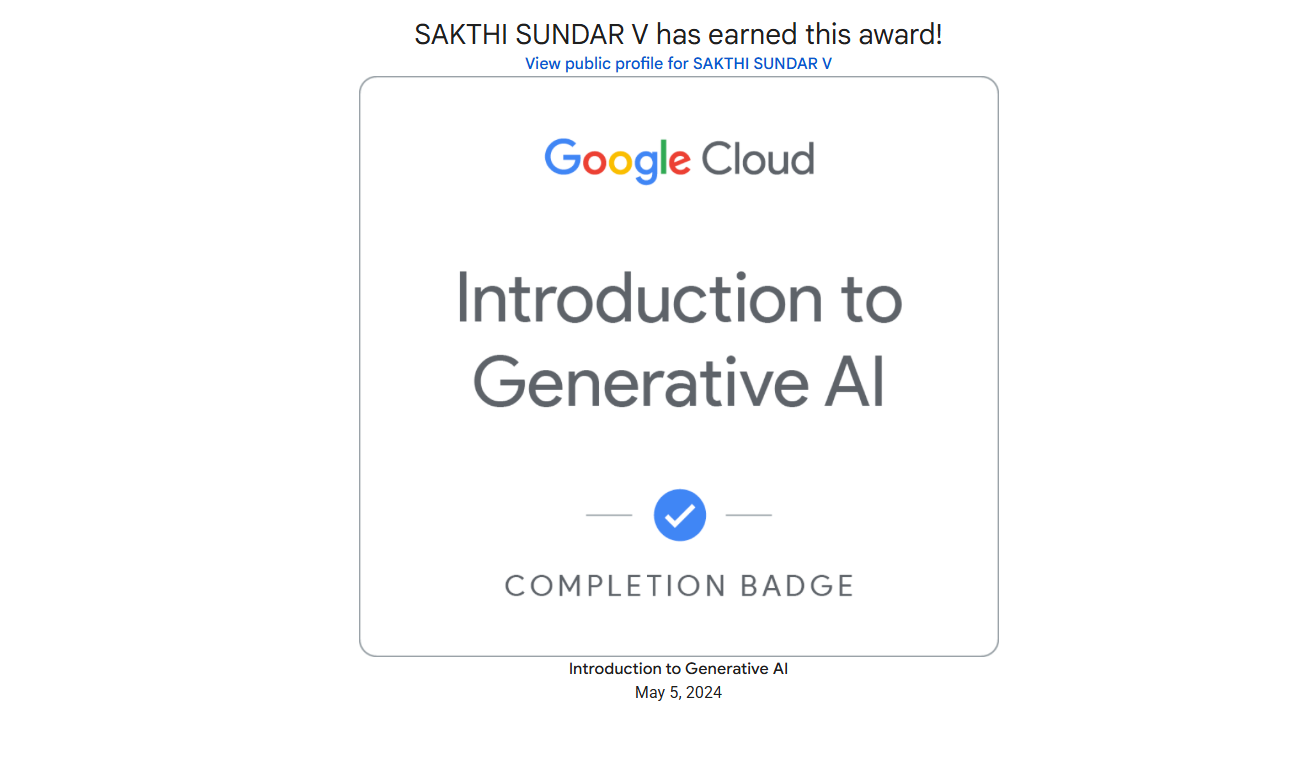 SAKTHI SUNDAR V has earned this award!
View public profile for SAKTHI SUNDAR V
Google Cloud
Introduction to
Generative AI
COMPLETION BADGE
Introduction to Generative AI
May 5, 2024